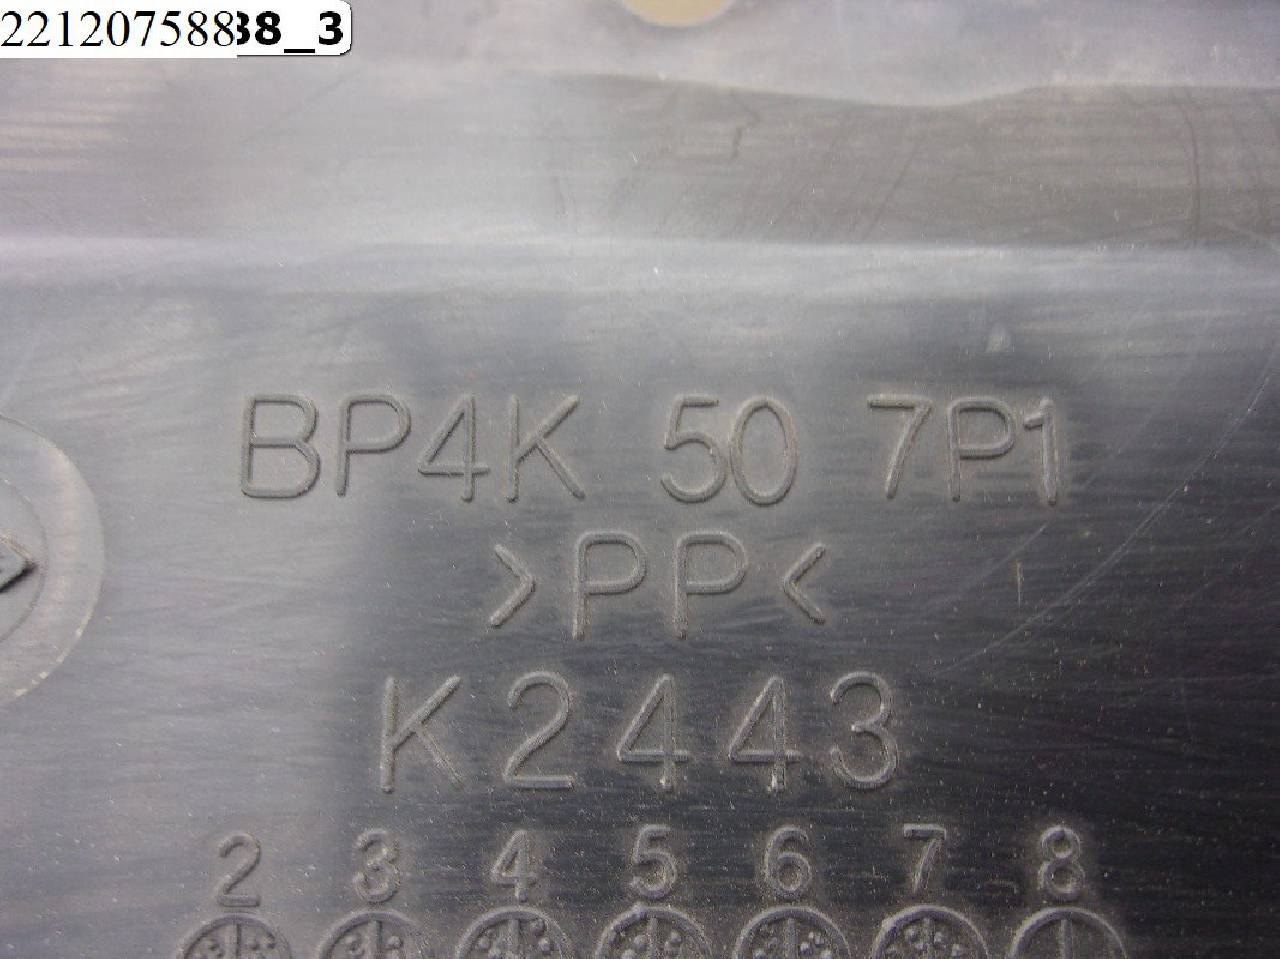 22120758838_3
BP4K 50 7P1
>PP<
K2443
2 3 4 5 6 7 8